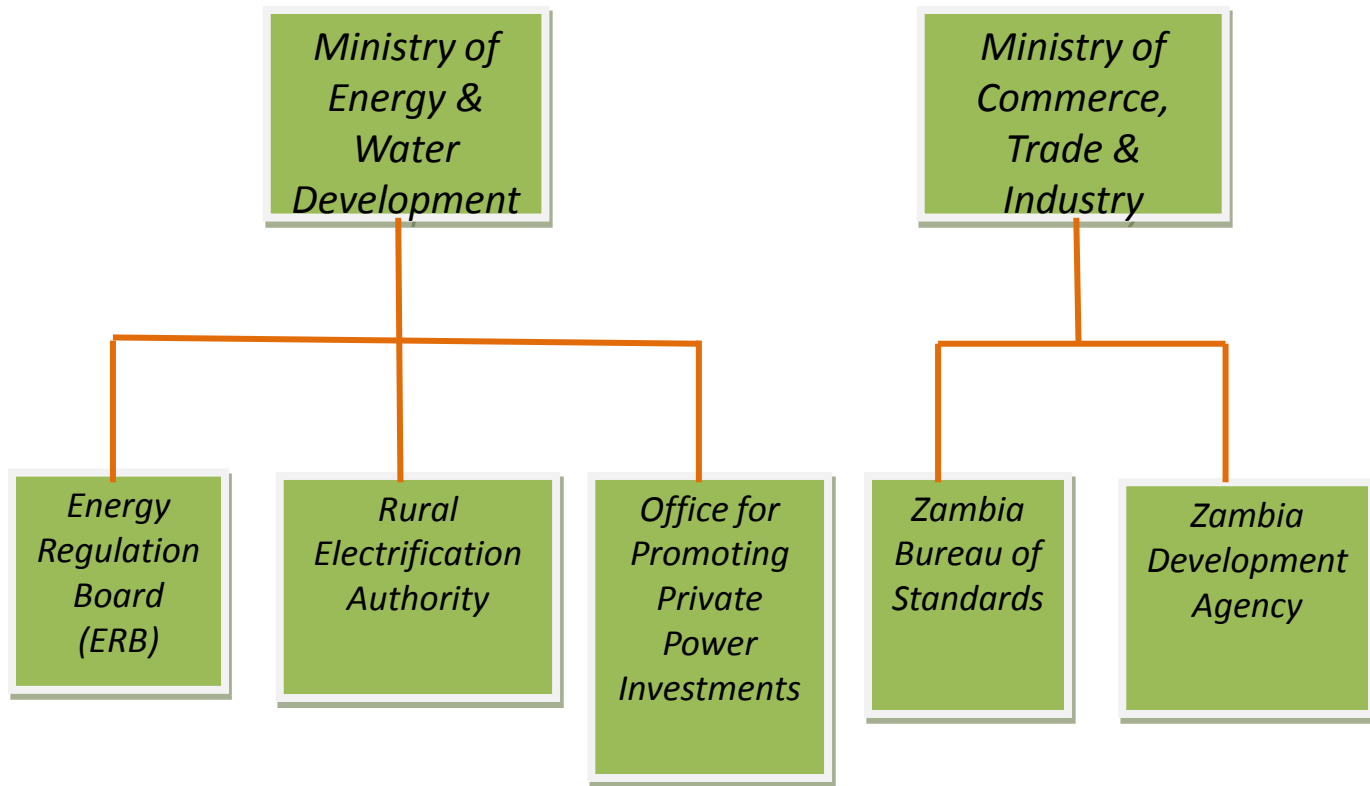 Ministry of
Energy &
Water
Development
Ministry of
Commerce,
Trade &
Industry
Energy
Regulation
Board
(ERB)
Rural
Electrification
Authority
Office for
Promoting
Private
Power
Investments
Zambia
Bureau of
Standards
Zambia
Development
Agency